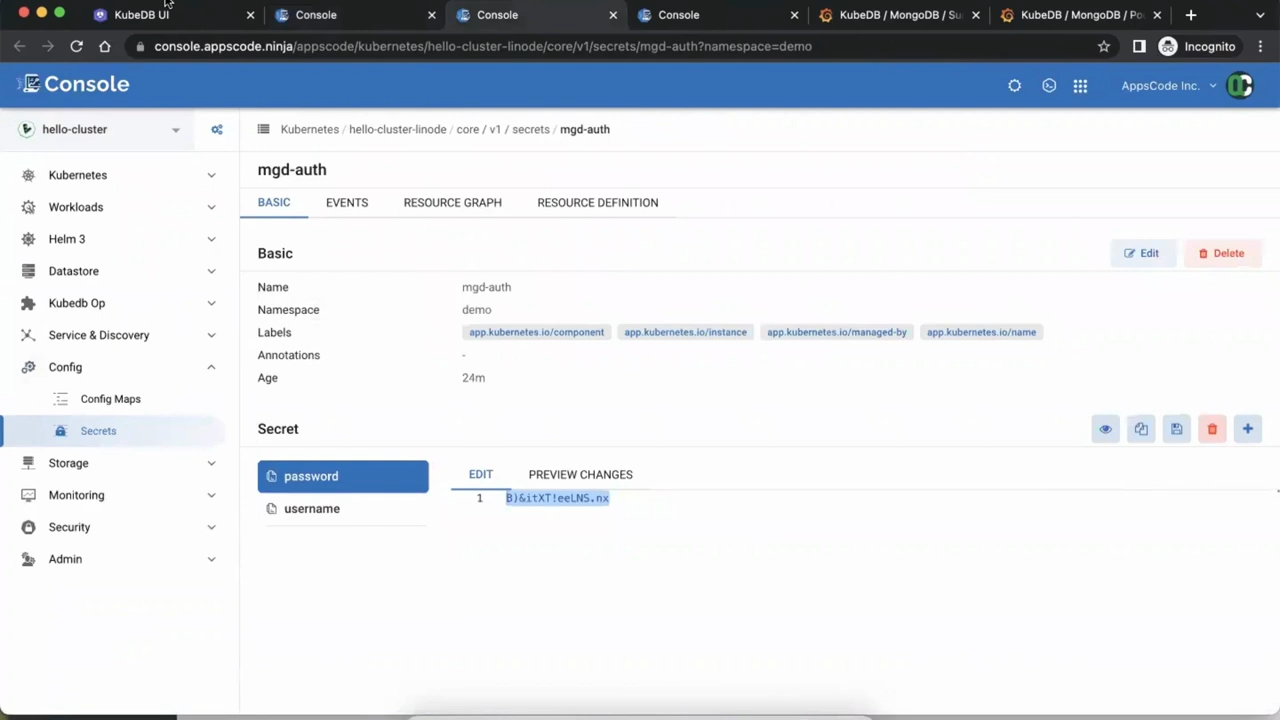 KubeDB UI
Console
Console
Console
KubeDB / MongoDB / Su
KubeDB / MongoDB / Po
console.appscode.ninja/appscode/kubernetes/hello-cluster-linode/core/v1/secrets/mgd-auth?namespace=demo
Incognito
Console
AppsCode Inc.
hello-cluster
Kubernetes / hello-cluster-linode / core / v1 / secrets / mgd-auth
Kubernetes
Workloads
Helm 3
Datastore
Kubedb Op
Service & Discovery
Config
Config Maps
Secrets
Storage
Monitoring
Security
Admin
mgd-auth
BASIC EVENTS RESOURCE GRAPH RESOURCE DEFINITION
Basic
Edit Delete
Name mgd-auth
Namespace demo
Labels app.kubernetes.io/component app.kubernetes.io/instance app.kubernetes.io/managed-by app.kubernetes.io/name
Annotations -
Age 24m
Secret
password
username
EDIT PREVIEW CHANGES
1 B)&itXT!eeLNS.nx